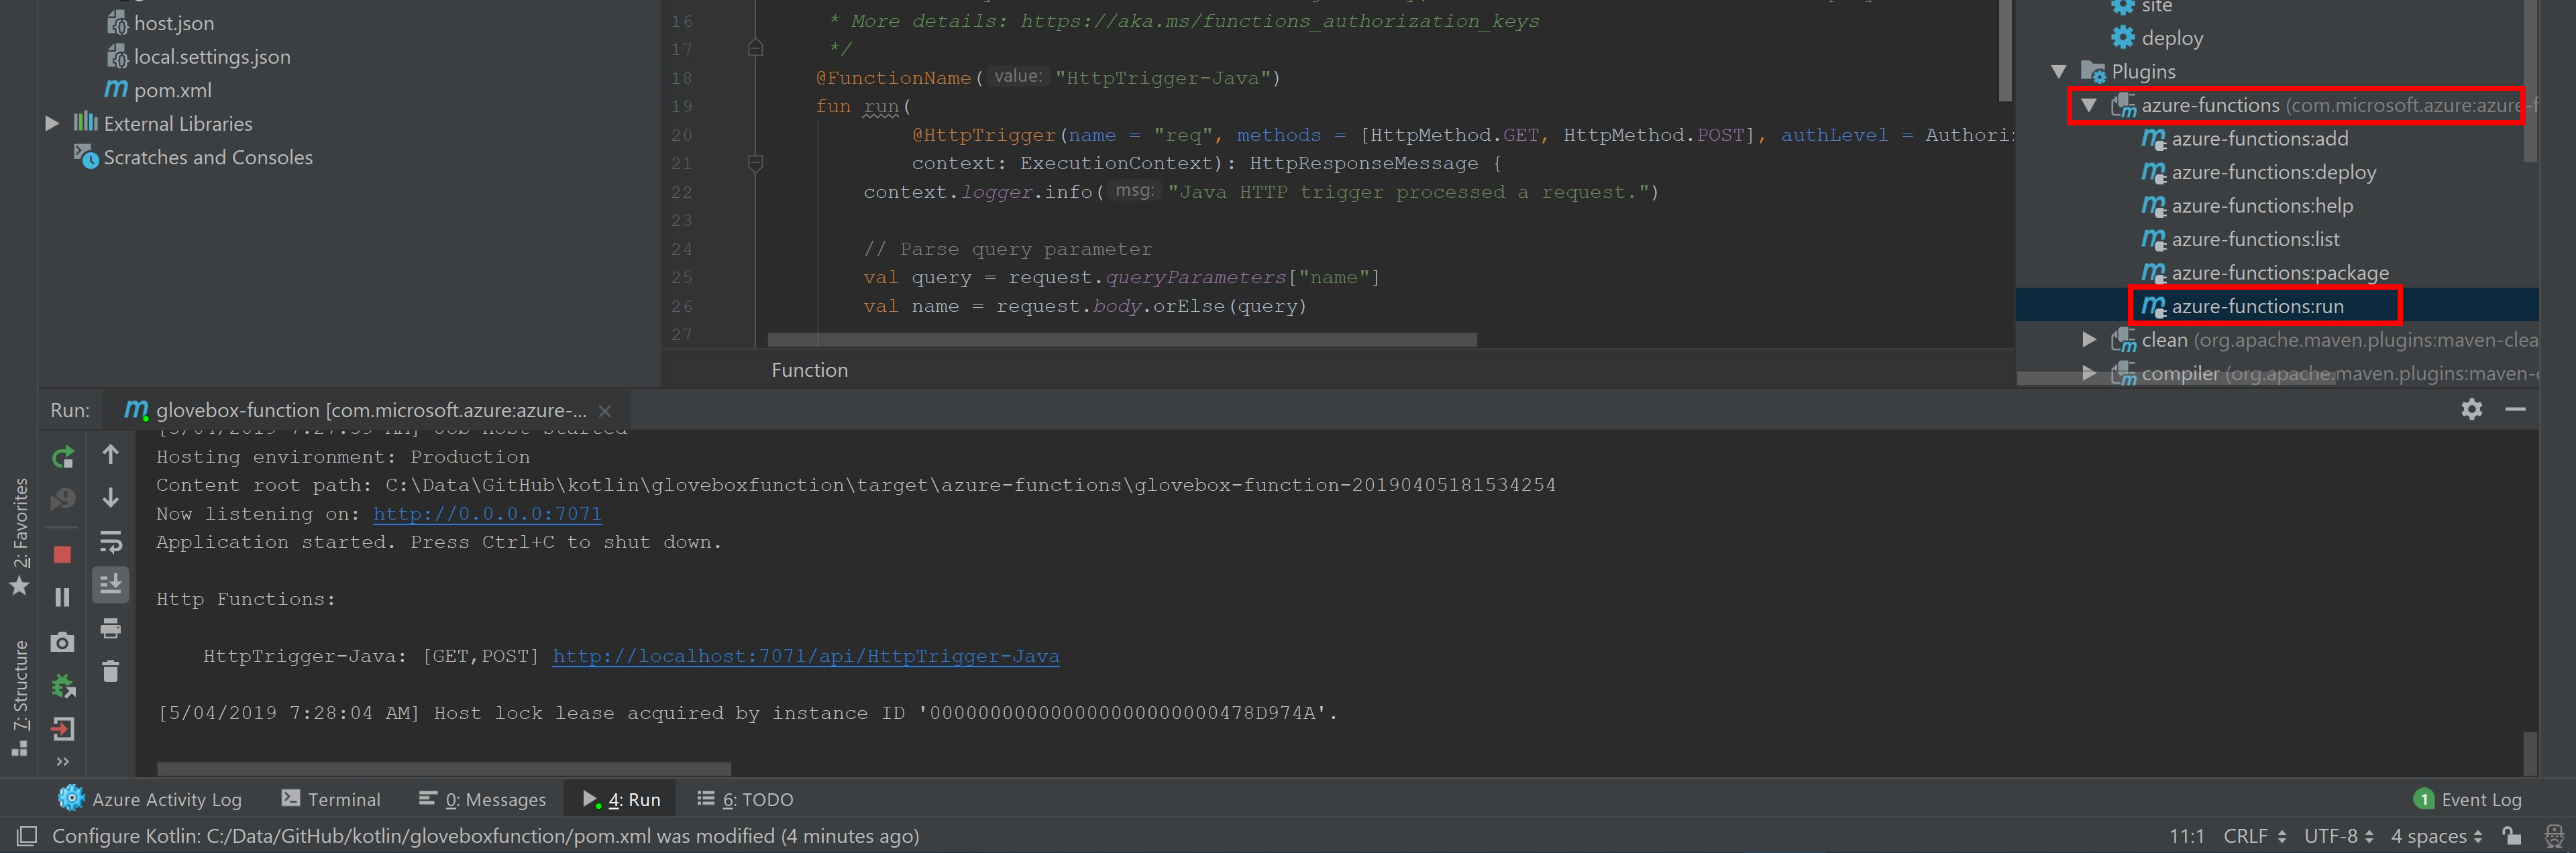 host.json
local.settings.json
pom.xml
External Libraries
Scratches and Consoles
16 * More details: https://aka.ms/functions_authorization_keys
17 */
18 @FunctionName( value: "HttpTrigger-Java")
19 fun run(
20 @HttpTrigger(name = "req", methods = [HttpMethod.GET, HttpMethod.POST], authLevel = Authoriz
21 context: ExecutionContext): HttpResponseMessage {
22 context.logger.info( msg: "Java HTTP trigger processed a request.")
23
24 // Parse query parameter
25 val query = request.queryParameters["name"]
26 val name = request.body.orElse(query)
27
Function
site
deploy
Plugins
azure-functions (com.microsoft.azure:azure-f
azure-functions:add
azure-functions:deploy
azure-functions:help
azure-functions:list
azure-functions:package
azure-functions:run
clean (org.apache.maven.plugins:maven-clea
compiler (org.apache.maven.plugins:maven-c
Run: glovebox-function [com.microsoft.azure:azure-...
[5/04/2019 7:27:59 AM] Job host started
Hosting environment: Production
Content root path: C:\Data\GitHub\kotlin\gloveboxfunction\target\azure-functions\glovebox-function-20190405181534254
Now listening on: http://0.0.0.0:7071
Application started. Press Ctrl+C to shut down.
Http Functions:
HttpTrigger-Java: [GET,POST] http://localhost:7071/api/HttpTrigger-Java
[5/04/2019 7:28:04 AM] Host lock lease acquired by instance ID '000000000000000000000000478D974A'.
2: Favorites
7: Structure
Azure Activity Log Terminal 0: Messages 4: Run 6: TODO 1 Event Log
Configure Kotlin: C:/Data/GitHub/kotlin/gloveboxfunction/pom.xml was modified (4 minutes ago) 11:1 CRLF UTF-8 4 spaces